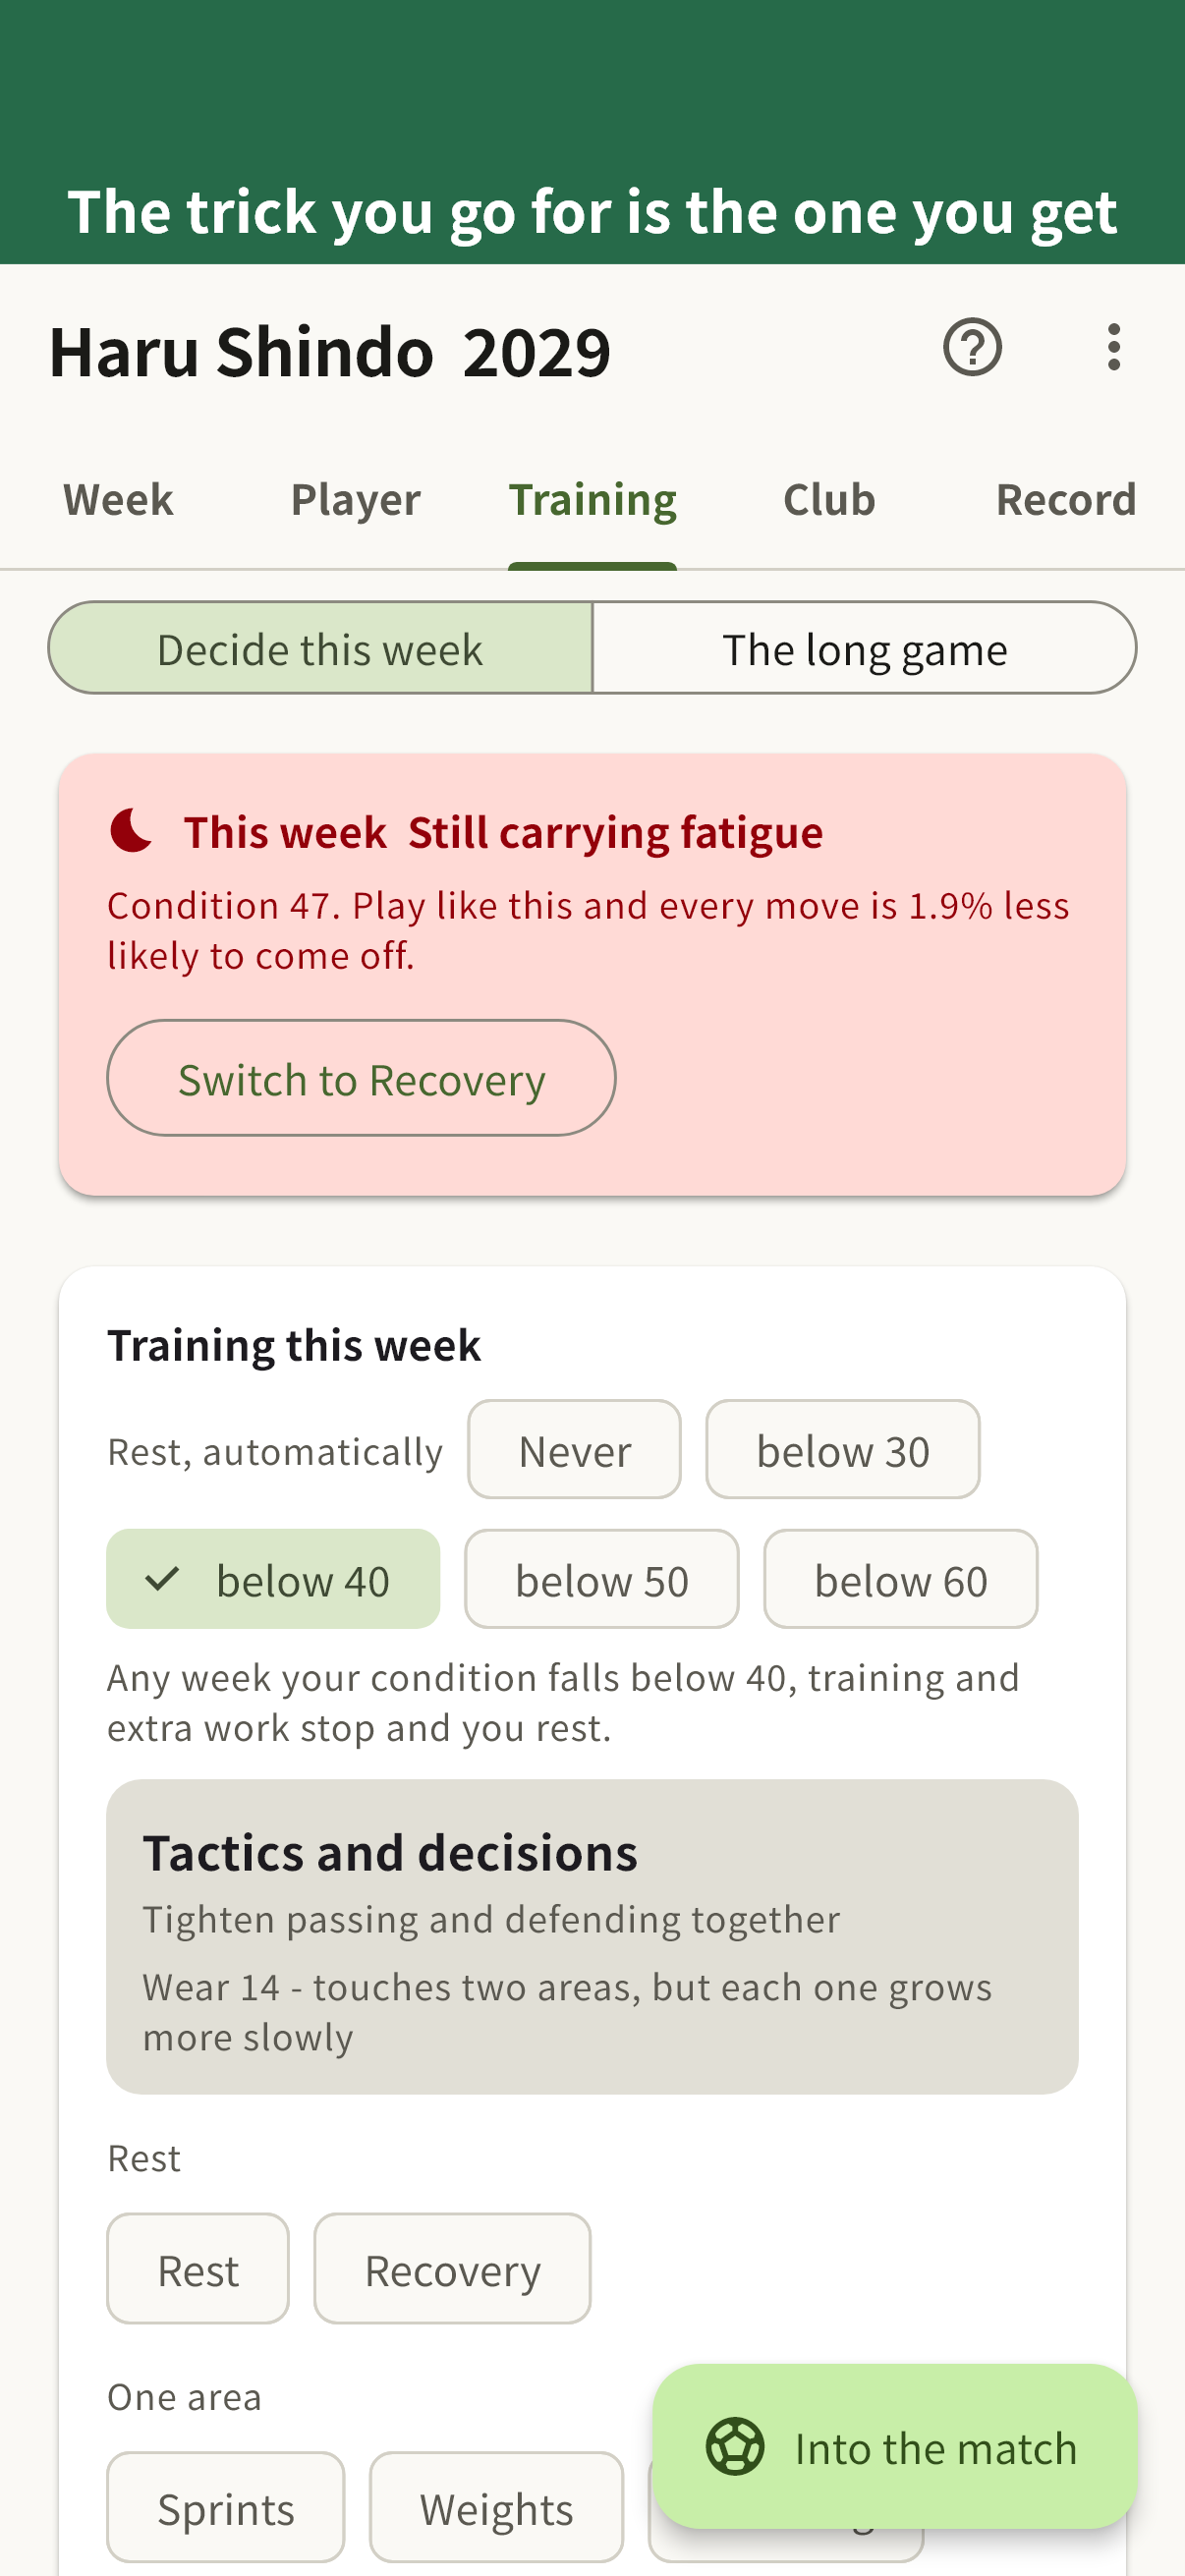 The trick you go for is the one you get
Haru Shindo 2029
Week Player Training Club Record
Decide this week The long game
This week Still carrying fatigue
Condition 47. Play like this and every move is 1.9% less
likely to come off.
Switch to Recovery
Training this week
Rest, automatically Never below 30
below 40 below 50 below 60
Any week your condition falls below 40, training and
extra work stop and you rest.
Tactics and decisions
Tighten passing and defending together
Wear 14 - touches two areas, but each one grows
more slowly
Rest
Rest Recovery
One area
Into the match
Sprints Weights